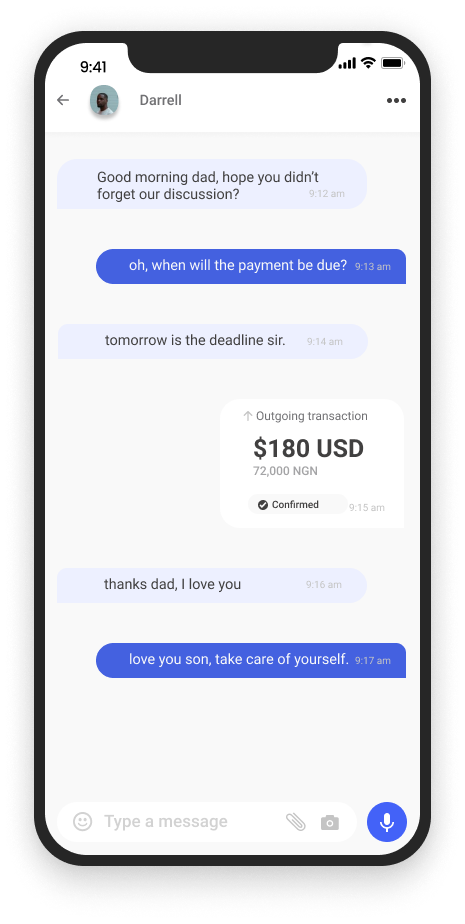 9:41
Darrell
Good morning dad, hope you didn’t
forget our discussion?
9:12 am
oh, when will the payment be due? 9:13 am
tomorrow is the deadline sir. 9:14 am
Outgoing transaction
$180 USD
72,000 NGN
Confirmed
9:15 am
thanks dad, I love you 9:16 am
love you son, take care of yourself. 9:17 am
Type a message